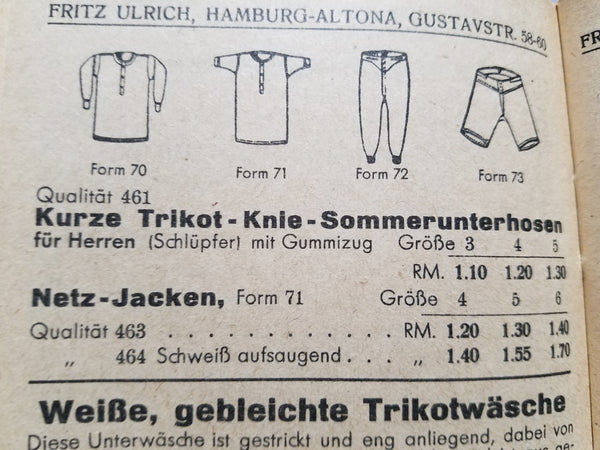 FRITZ ULRICH, HAMBURG-ALTONA, GUSTAVSTR. 58-60
Form 70 Form 71 Form 72 Form 73
Qualität 461
Kurze Trikot-Knie-Sommerunterhosen
für Herren (Schlüpfer) mit Gummizug Größe 3 4 5
RM. 1.10 1.20 1.30
Netz-Jacken, Form 71 Größe 4 5 6
Qualität 463 . . . . . . . . . . . RM. 1.20 1.30 1.40
„ 464 Schweiß aufsaugend . . . „ 1.40 1.55 1.70
Weiße, gebleichte Trikotwäsche
Diese Unterwäsche ist gestrickt und eng anliegend, dabei von